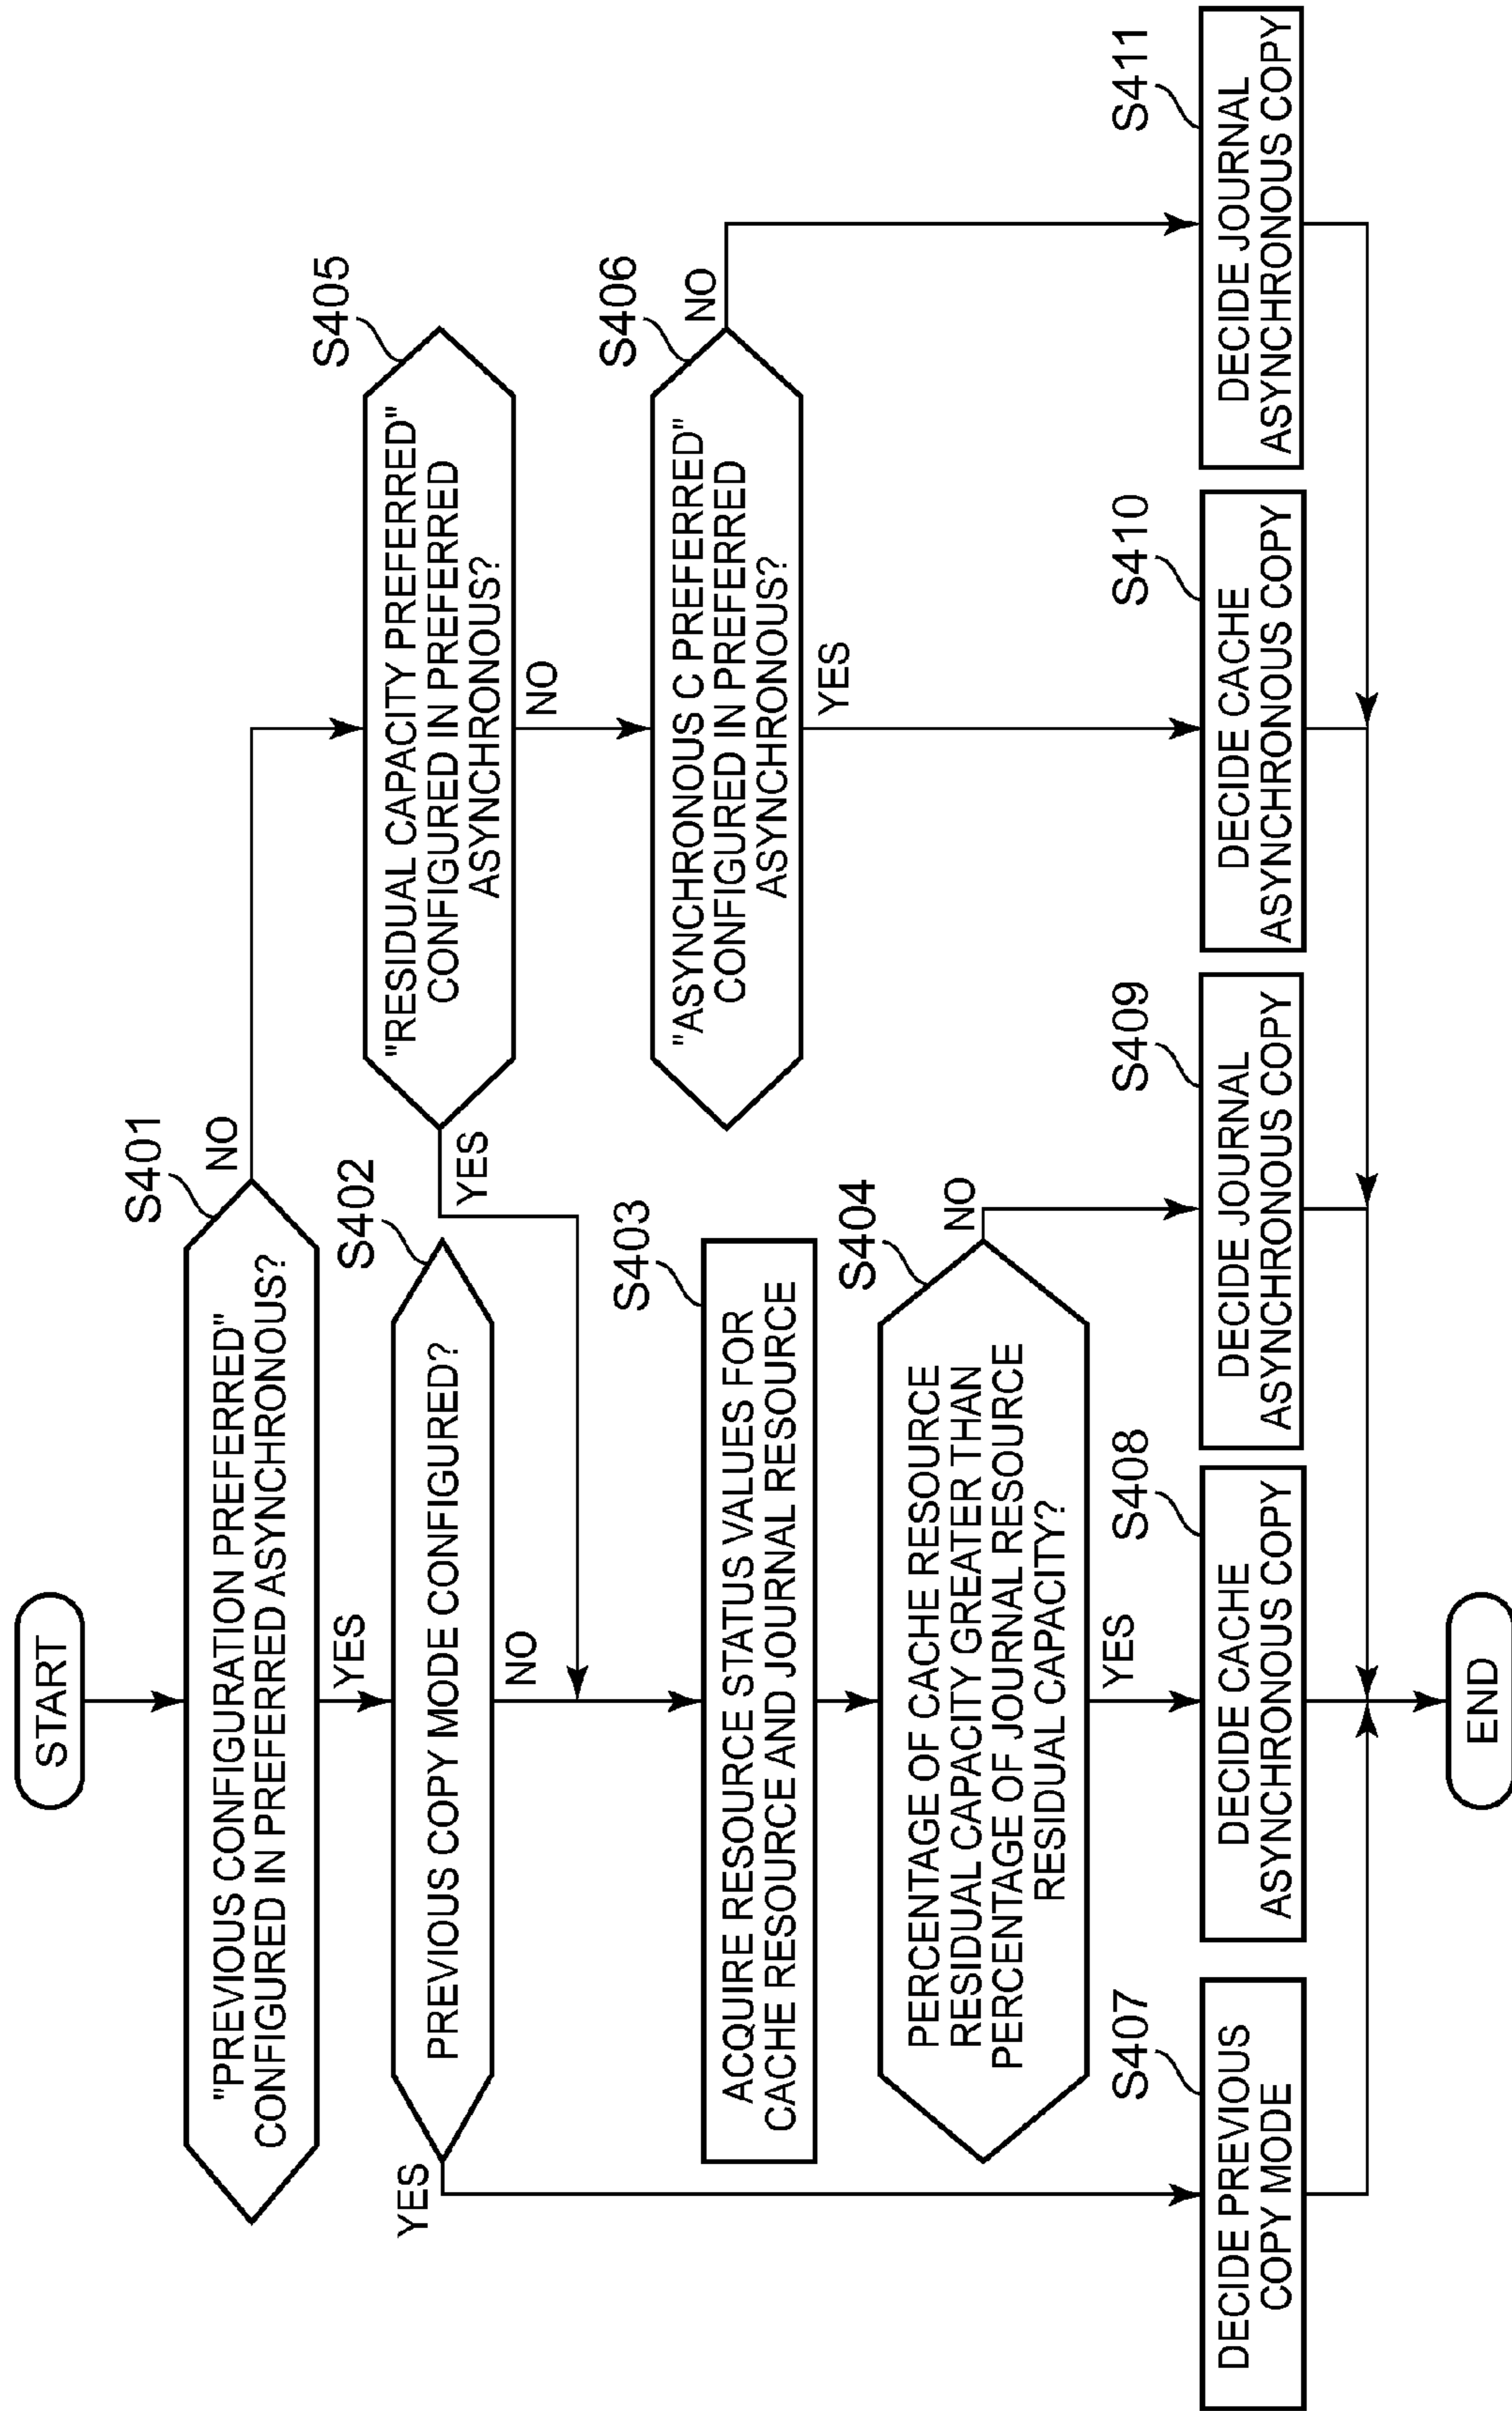 START
S401
"PREVIOUS CONFIGURATION PREFERRED"
CONFIGURED IN PREFERRED ASYNCHRONOUS?
NO
YES
S402
PREVIOUS COPY MODE CONFIGURED?
YES
NO
S405
"RESIDUAL CAPACITY PREFERRED"
CONFIGURED IN PREFERRED
ASYNCHRONOUS?
YES
NO
S403
ACQUIRE RESOURCE STATUS VALUES FOR
CACHE RESOURCE AND JOURNAL RESOURCE
S406
"ASYNCHRONOUS C PREFERRED"
CONFIGURED IN PREFERRED
ASYNCHRONOUS?
NO
YES
S404
PERCENTAGE OF CACHE RESOURCE
RESIDUAL CAPACITY GREATER THAN
PERCENTAGE OF JOURNAL RESOURCE
RESIDUAL CAPACITY?
NO
YES
S407
DECIDE PREVIOUS
COPY MODE
S408
DECIDE CACHE
ASYNCHRONOUS COPY
S409
DECIDE JOURNAL
ASYNCHRONOUS COPY
S410
DECIDE CACHE
ASYNCHRONOUS COPY
S411
DECIDE JOURNAL
ASYNCHRONOUS COPY
END